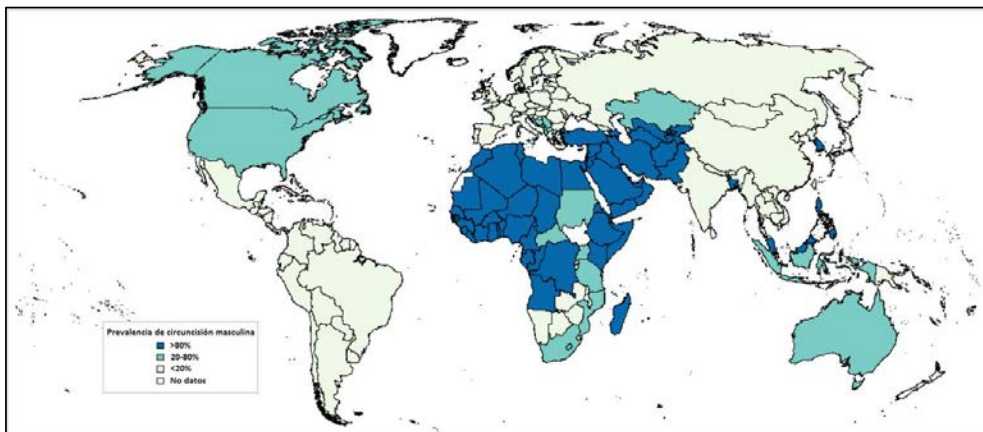 Prevalencia de circuncisión masculina
>80%
20-80%
<20%
No datos